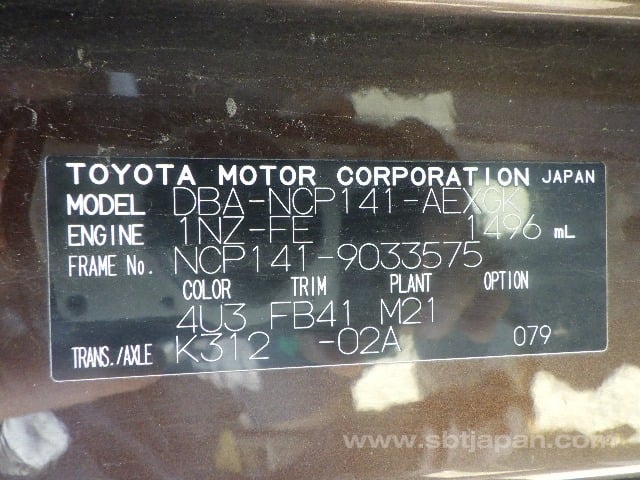 TOYOTA MOTOR CORPORATION JAPAN
MODEL DBA-NCP141-AEXGK
ENGINE 1NZ-FE 1496 mL
FRAME No. NCP141-9033575
COLOR TRIM PLANT OPTION
4U3 FB41 M21
TRANS./AXLE K312 -02A 079
www.sbtjapan.com